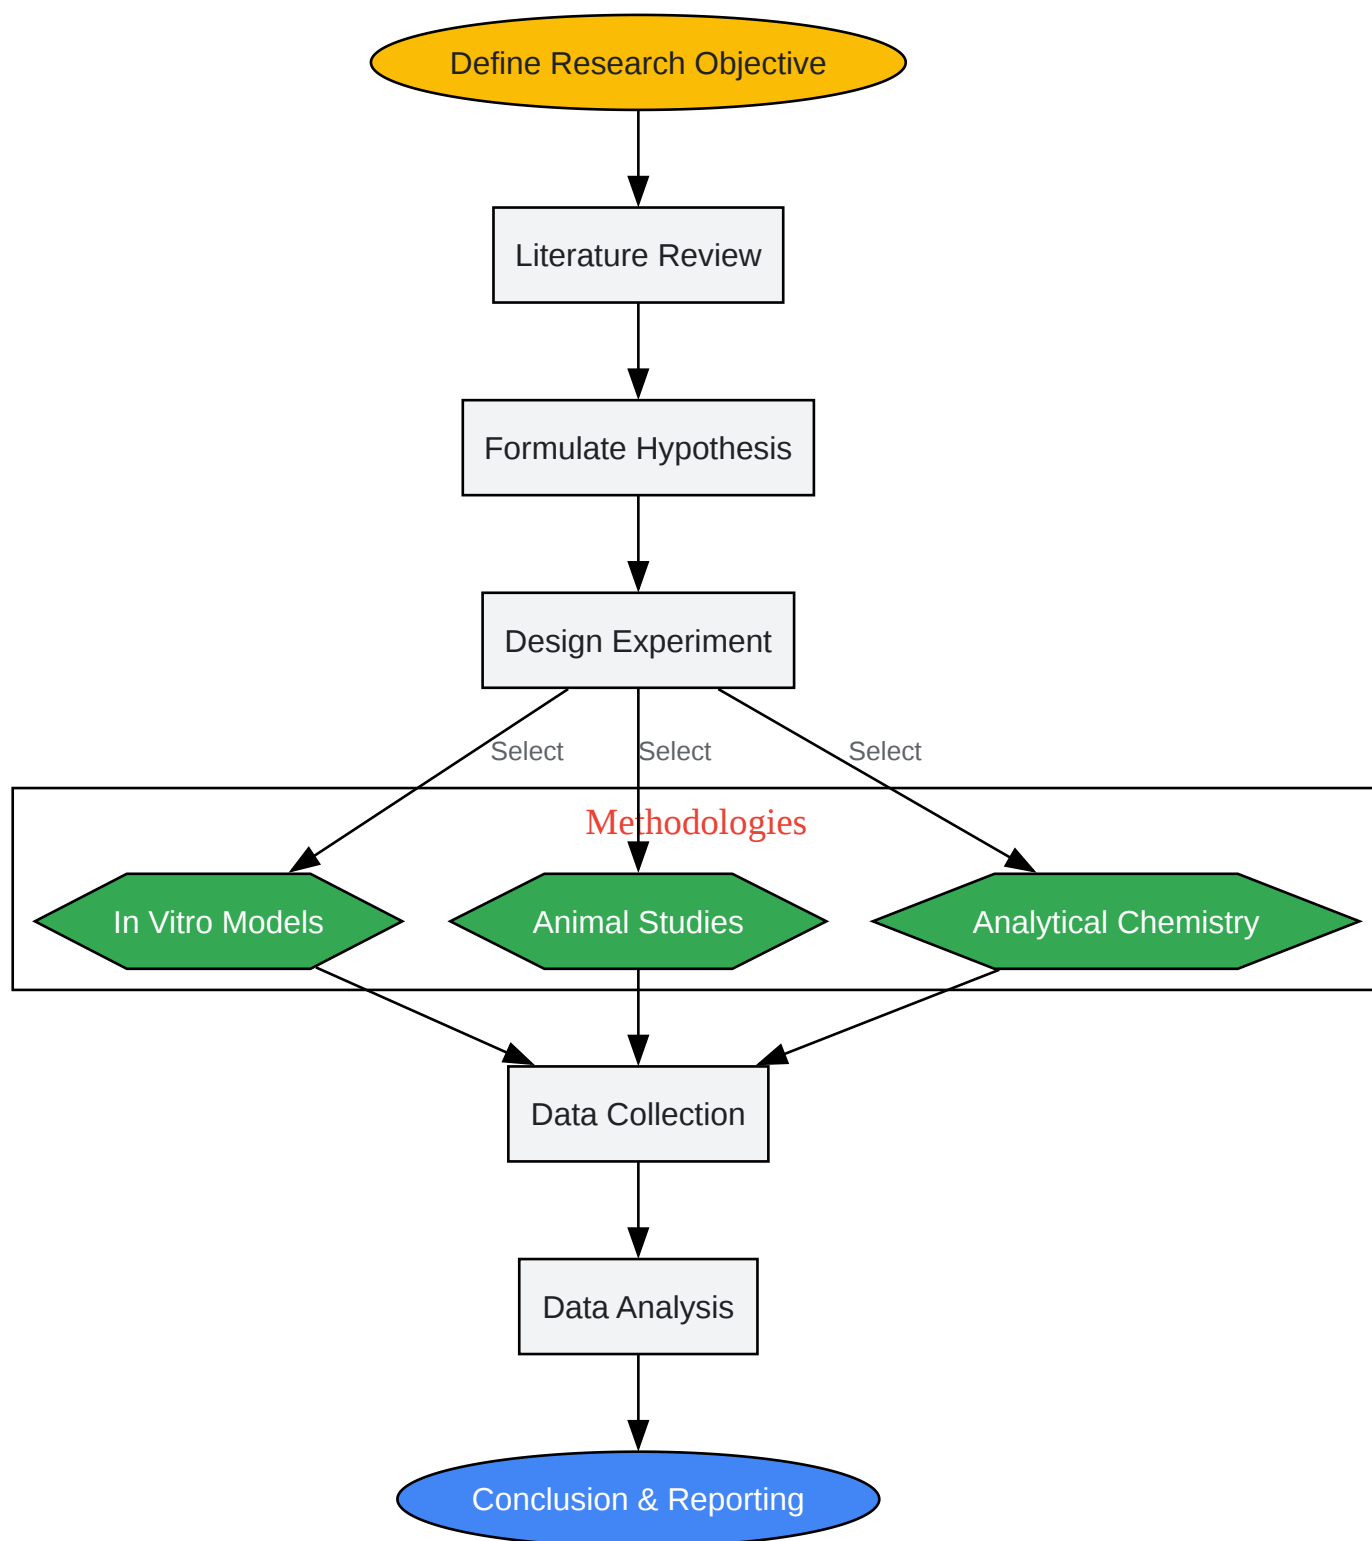 Define Research Objective
Literature Review
Formulate Hypothesis
Design Experiment
Select
Select
Select
Methodologies
In Vitro Models
Animal Studies
Analytical Chemistry
Data Collection
Data Analysis
Conclusion & Reporting